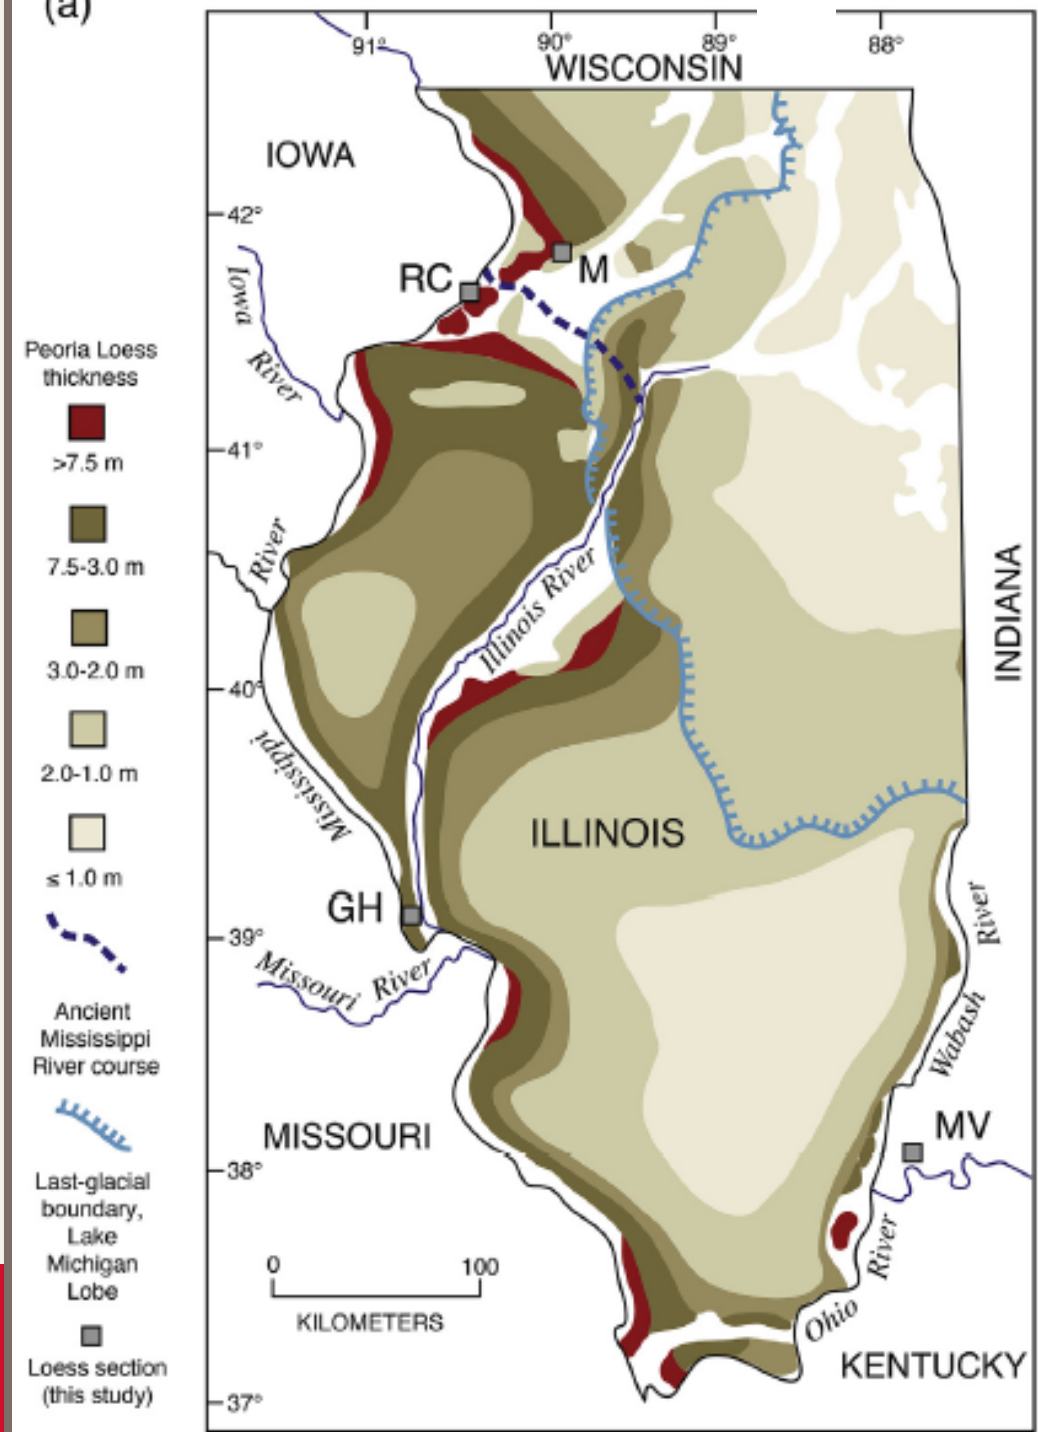 (a)
91°
90°
89°
88°
WISCONSIN
IOWA
42°
RC
M
Iowa
River
Peoria Loess
thickness
>7.5 m
7.5-3.0 m
3.0-2.0 m
2.0-1.0 m
≤ 1.0 m
Ancient
Mississippi
River course
Last-glacial
boundary,
Lake
Michigan
Lobe
Loess section
(this study)
41°
River
Illinois River
INDIANA
40°
Mississippi
ILLINOIS
GH
39°
Missouri River
River
Wabash
MISSOURI
MV
38°
River
Ohio
0 100
KILOMETERS
KENTUCKY
37°